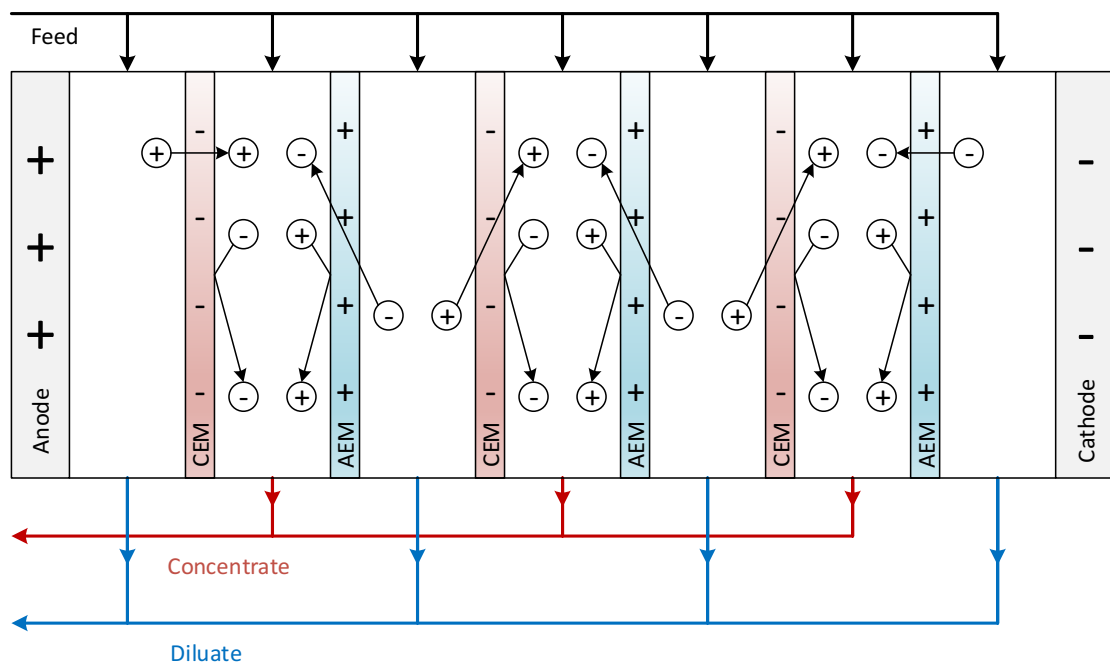 Feed
Anode
CEM
AEM
CEM
AEM
CEM
AEM
Cathode
Concentrate
Diluate